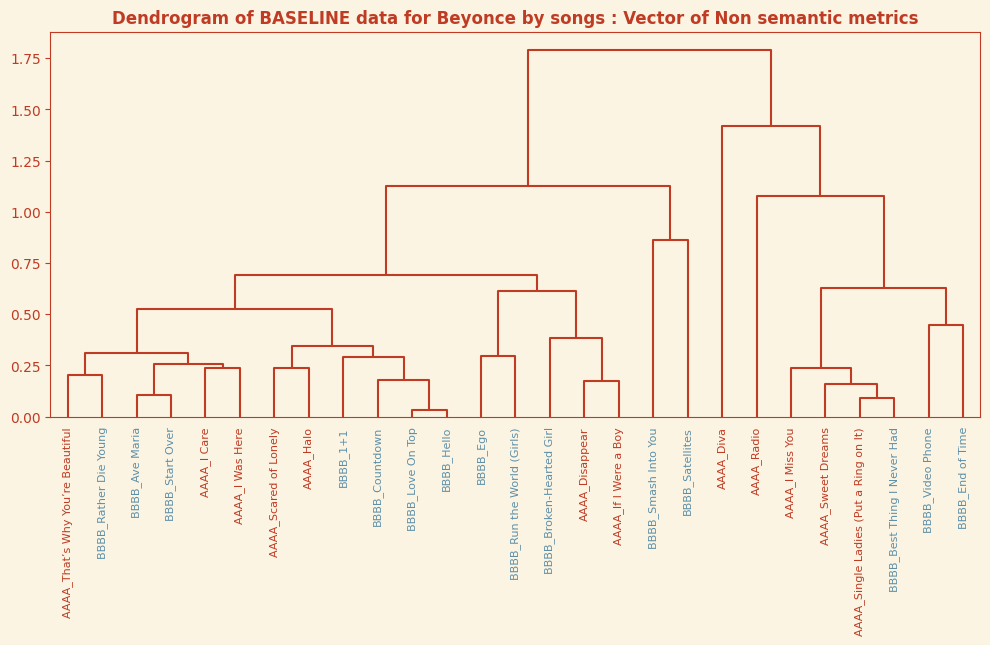 Dendrogram of BASELINE data for Beyonce by songs : Vector of Non semantic metrics
1.75
1.50
1.25
1.00
0.75
0.50
0.25
0.00
AAAA_That’s Why You’re Beautiful
BBBB_Rather Die Young
BBBB_Ave Maria
BBBB_Start Over
AAAA_I Care
AAAA_I Was Here
AAAA_Scared of Lonely
AAAA_Halo
BBBB_1+1
BBBB_Countdown
BBBB_Love On Top
BBBB_Hello
BBBB_Ego
BBBB_Run the World (Girls)
BBBB_Broken-Hearted Girl
AAAA_Disappear
AAAA_If I Were a Boy
BBBB_Smash Into You
BBBB_Satellites
AAAA_Diva
AAAA_Radio
AAAA_I Miss You
AAAA_Sweet Dreams
AAAA_Single Ladies (Put a Ring on It)
BBBB_Best Thing I Never Had
BBBB_Video Phone
BBBB_End of Time